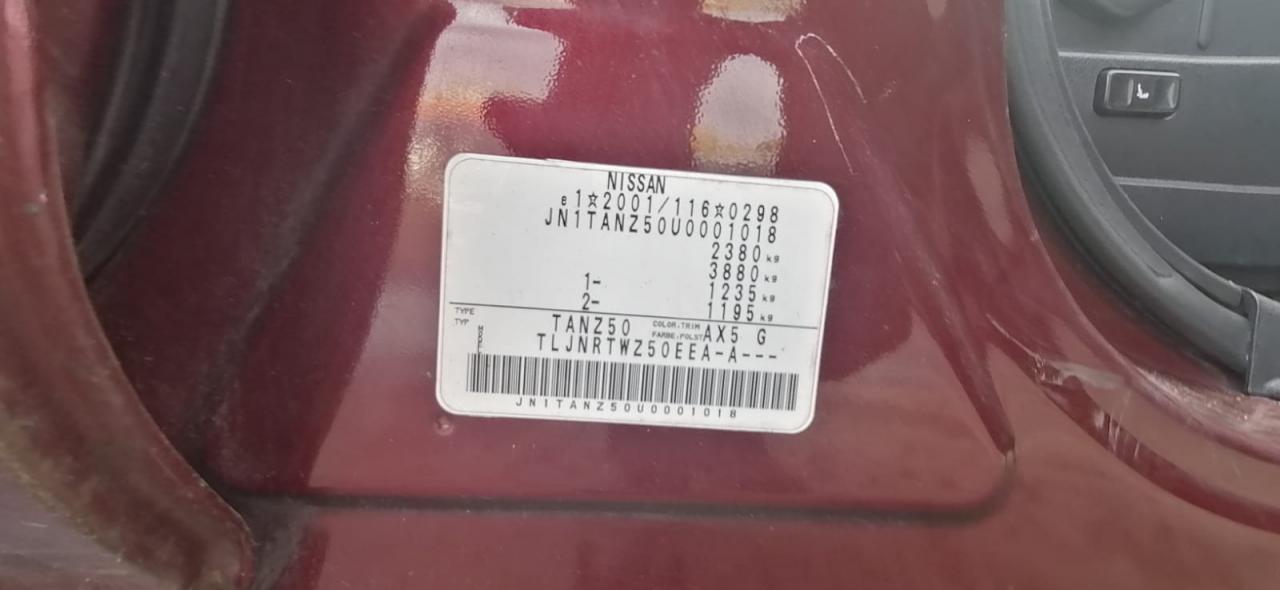 NISSAN
e1☆2001/116☆0298
JN1TANZ50U0001018
2380 kg
3880 kg
1- 1235 kg
2- 1195 kg
TYPE TYP TANZ50 COLOR.TRIM FARBE.POLST AX5 G
TLJNRTWZ50EEA-A---
JN1TANZ50U0001018